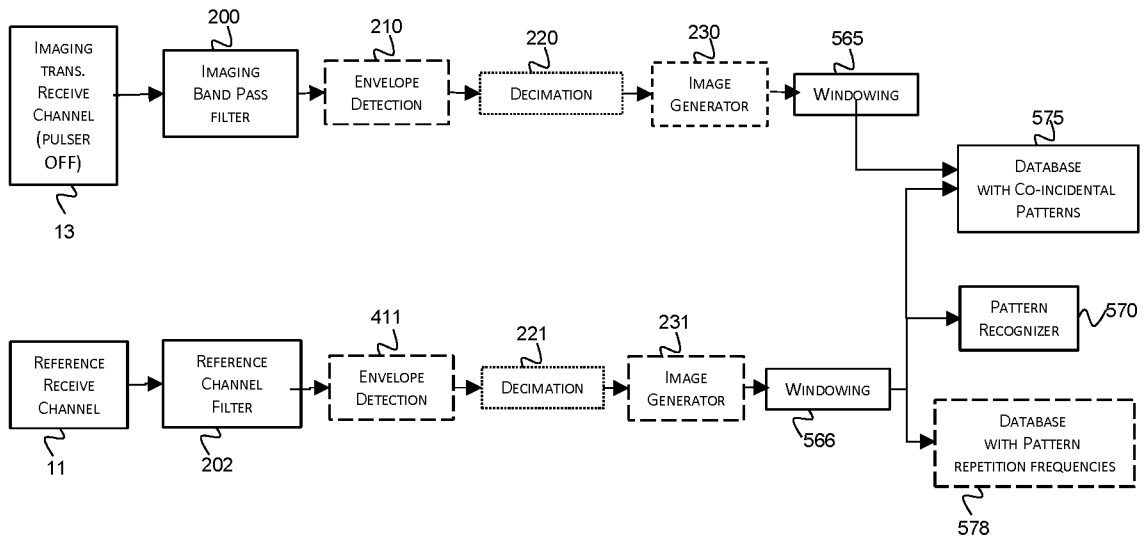 200
210
220
230
565
IMAGING
TRANS.
RECEIVE
CHANNEL
(PULSER
OFF)
IMAGING
BAND PASS
FILTER
ENVELOPE
DETECTION
DECIMATION
IMAGE
GENERATOR
WINDOWING
13
575
DATABASE
WITH CO-INCIDENTAL
PATTERNS
PATTERN
RECOGNIZER
570
411
221
231
REFERENCE
RECEIVE
CHANNEL
REFERENCE
CHANNEL
FILTER
ENVELOPE
DETECTION
DECIMATION
IMAGE
GENERATOR
WINDOWING
11
202
566
DATABASE
WITH PATTERN
REPETITION FREQUENCIES
578